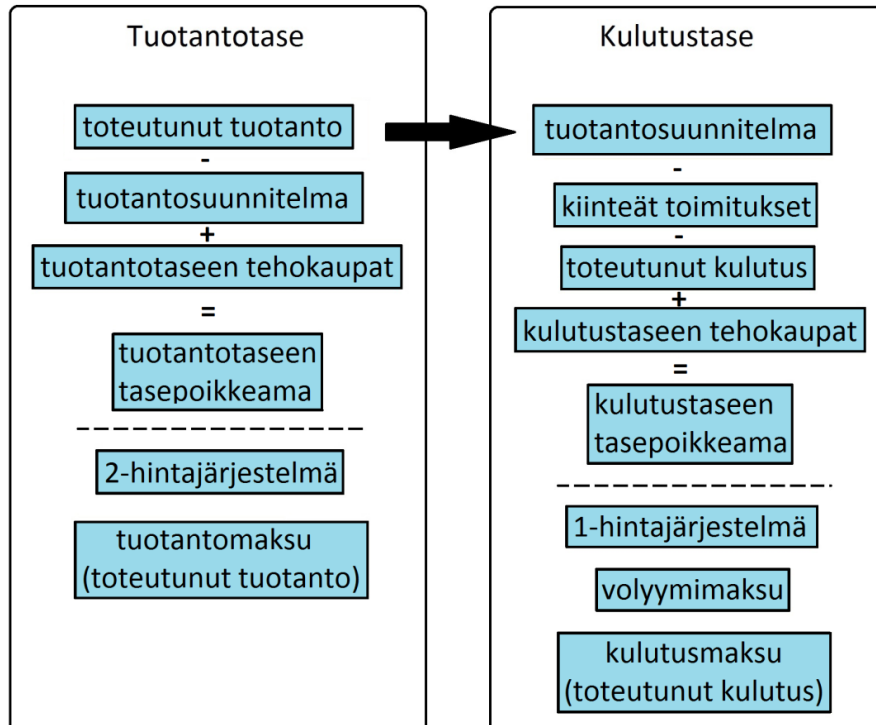 Tuotantotase
toteutunut tuotanto
-
tuotantosuunnitelma
+
tuotantotaseen tehokaupat
=
tuotantotaseen
tasepoikkeama
2-hintajärjestelmä
tuotantomaksu
(toteutunut tuotanto)
Kulutustase
tuotantosuunnitelma
-
kiinteät toimitukset
-
toteutunut kulutus
+
kulutustaseen tehokaupat
=
kulutustaseen
tasepoikkeama
1-hintajärjestelmä
volyymimaksu
kulutusmaksu
(toteutunut kulutus)